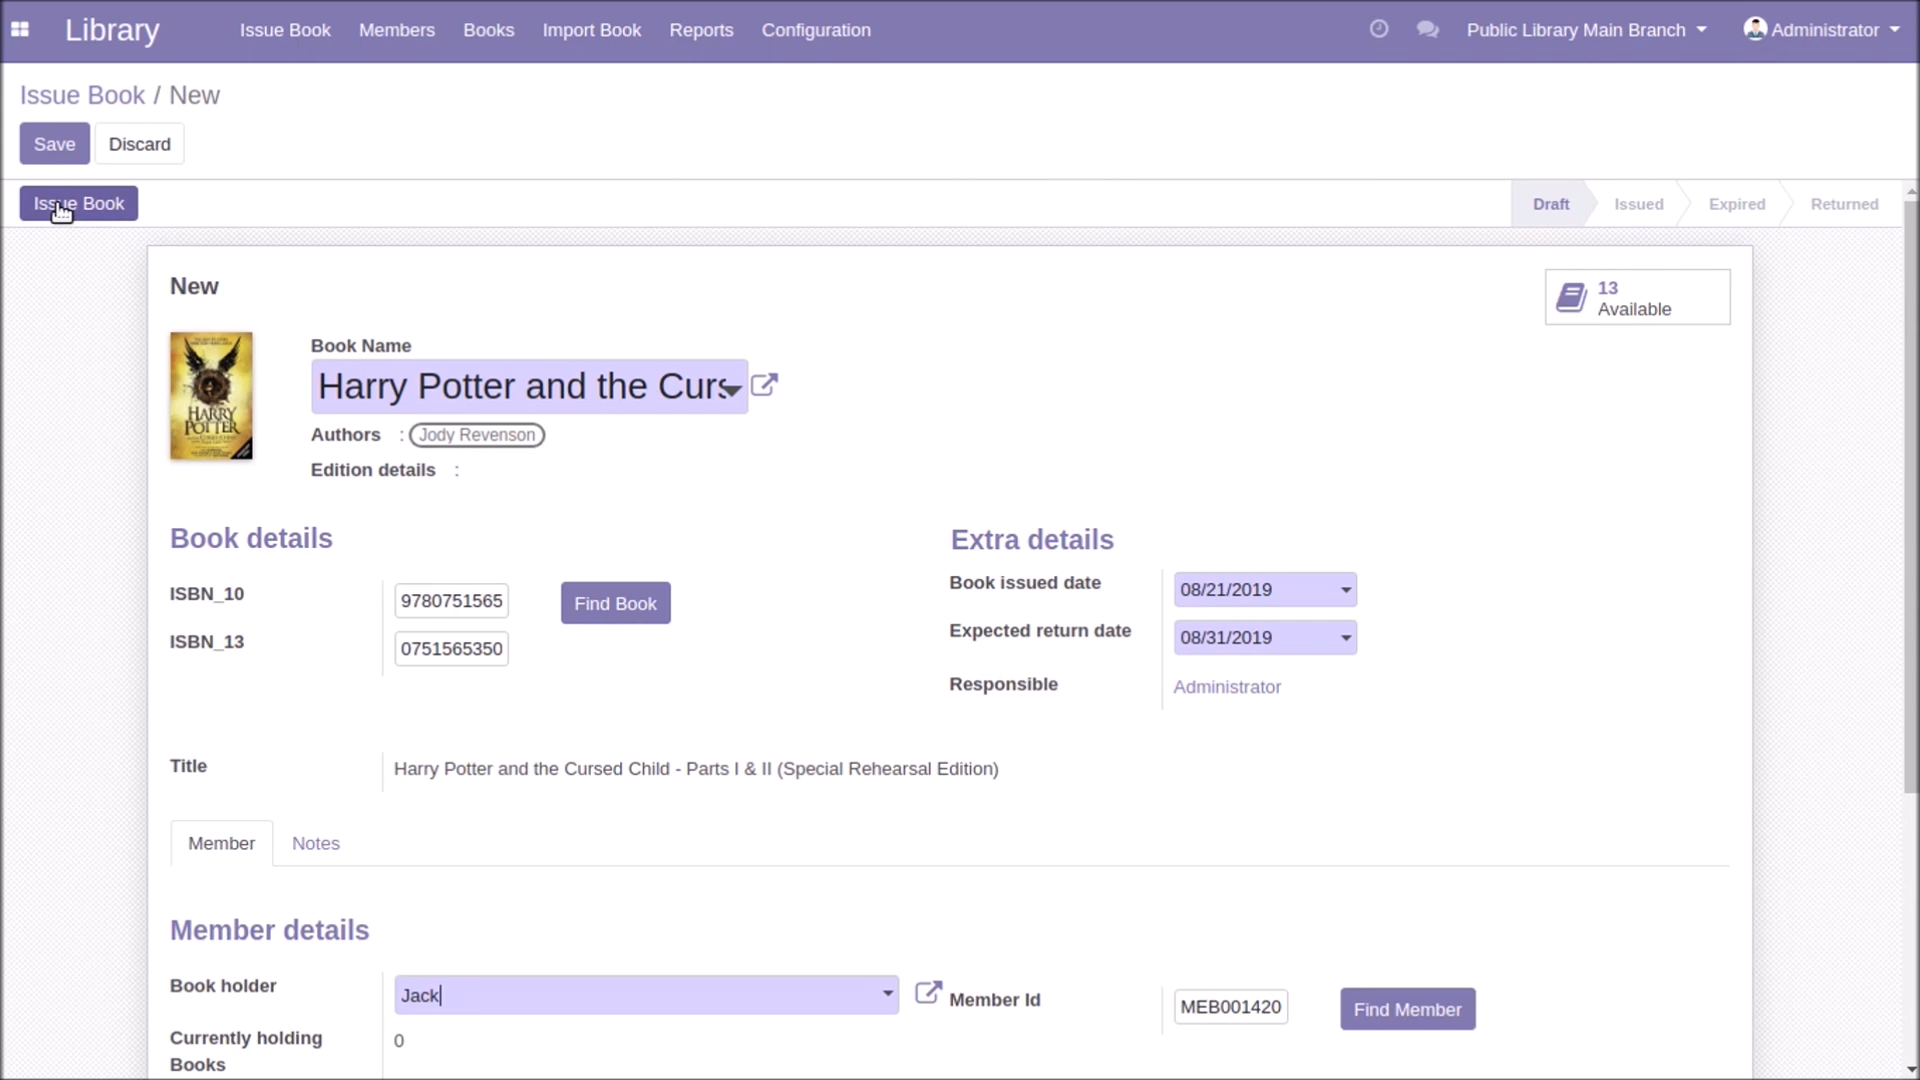 Library Issue Book Members Books Import Book Reports Configuration Public Library Main Branch Administrator
Issue Book / New
Save Discard
Issue Book Draft Issued Expired Returned
New
13
Available
HARRY POTTER
Book Name
Harry Potter and the Curs
Authors : Jody Revenson
Edition details :
Book details
ISBN_10 9780751565 Find Book
ISBN_13 0751565350
Extra details
Book issued date 08/21/2019
Expected return date 08/31/2019
Responsible Administrator
Title Harry Potter and the Cursed Child - Parts I & II (Special Rehearsal Edition)
Member Notes
Member details
Book holder Jack Member Id MEB001420 Find Member
Currently holding 0
Books